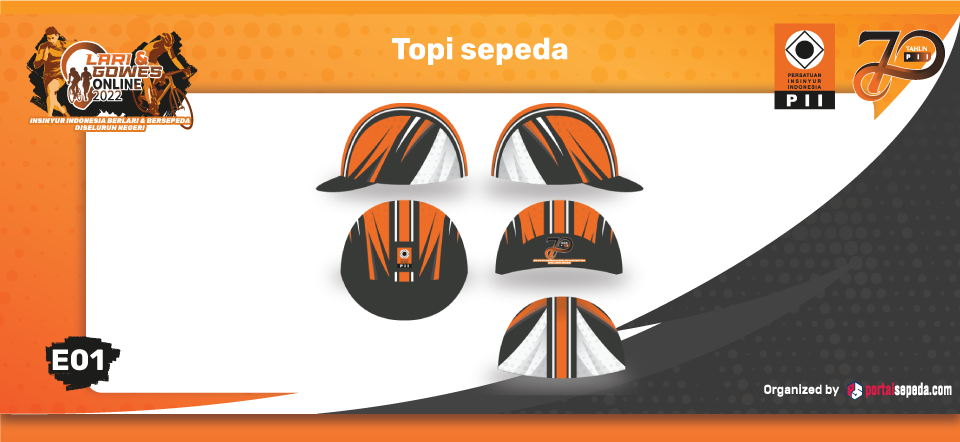 LARI &
GOWES
ONLINE
2022
INSINYUR INDONESIA BERLARI & BERSEPEDA
DISELURUH NEGERI
Topi sepeda
PERSATUAN
INSINYUR
INDONESIA
PII
70
TAHUN
PII
PII
70
E01
Organized by portalsepeda.com